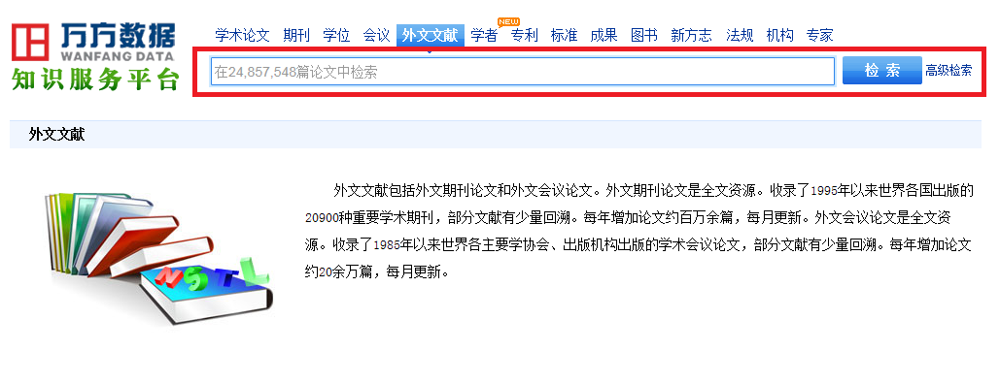 万方数据
WANFANG DATA
知识服务平台
学术论文 期刊 学位 会议 外文文献 学者 NEW 专利 标准 成果 图书 新方志 法规 机构 专家
在24,857,548篇论文中检索
检 索
高级检索
外文文献
外文文献包括外文期刊论文和外文会议论文。外文期刊论文是全文资源。收录了1995年以来世界各国出版的
20900种重要学术期刊，部分文献有少量回溯。每年增加论文约百万余篇，每月更新。外文会议论文是全文资
源。收录了1985年以来世界各主要学协会、出版机构出版的学术会议论文，部分文献有少量回溯。每年增加论文
约20余万篇，每月更新。
NSTL